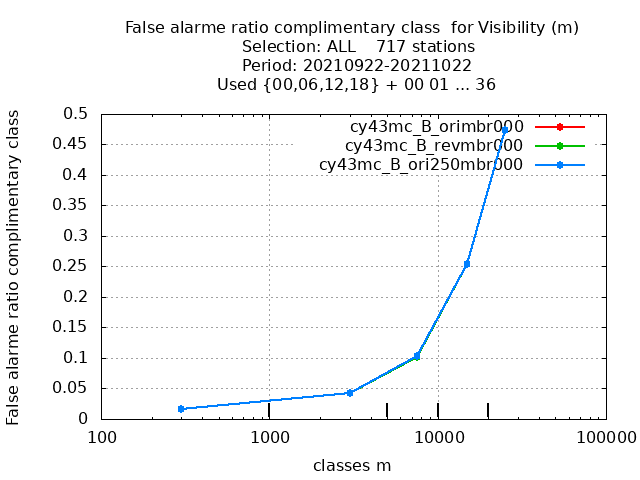 False alarme ratio complimentary class  for Visibility (m)
Selection: ALL    717 stations
Period: 20210922-20211022
Used {00,06,12,18} + 00 01 ... 36
False alarme ratio complimentary class
0.5
0.45
0.4
0.35
0.3
0.25
0.2
0.15
0.1
0.05
0
cy43mc_B_orimbr000
cy43mc_B_revmbr000
cy43mc_B_ori250mbr000
100
1000
10000
100000
classes m